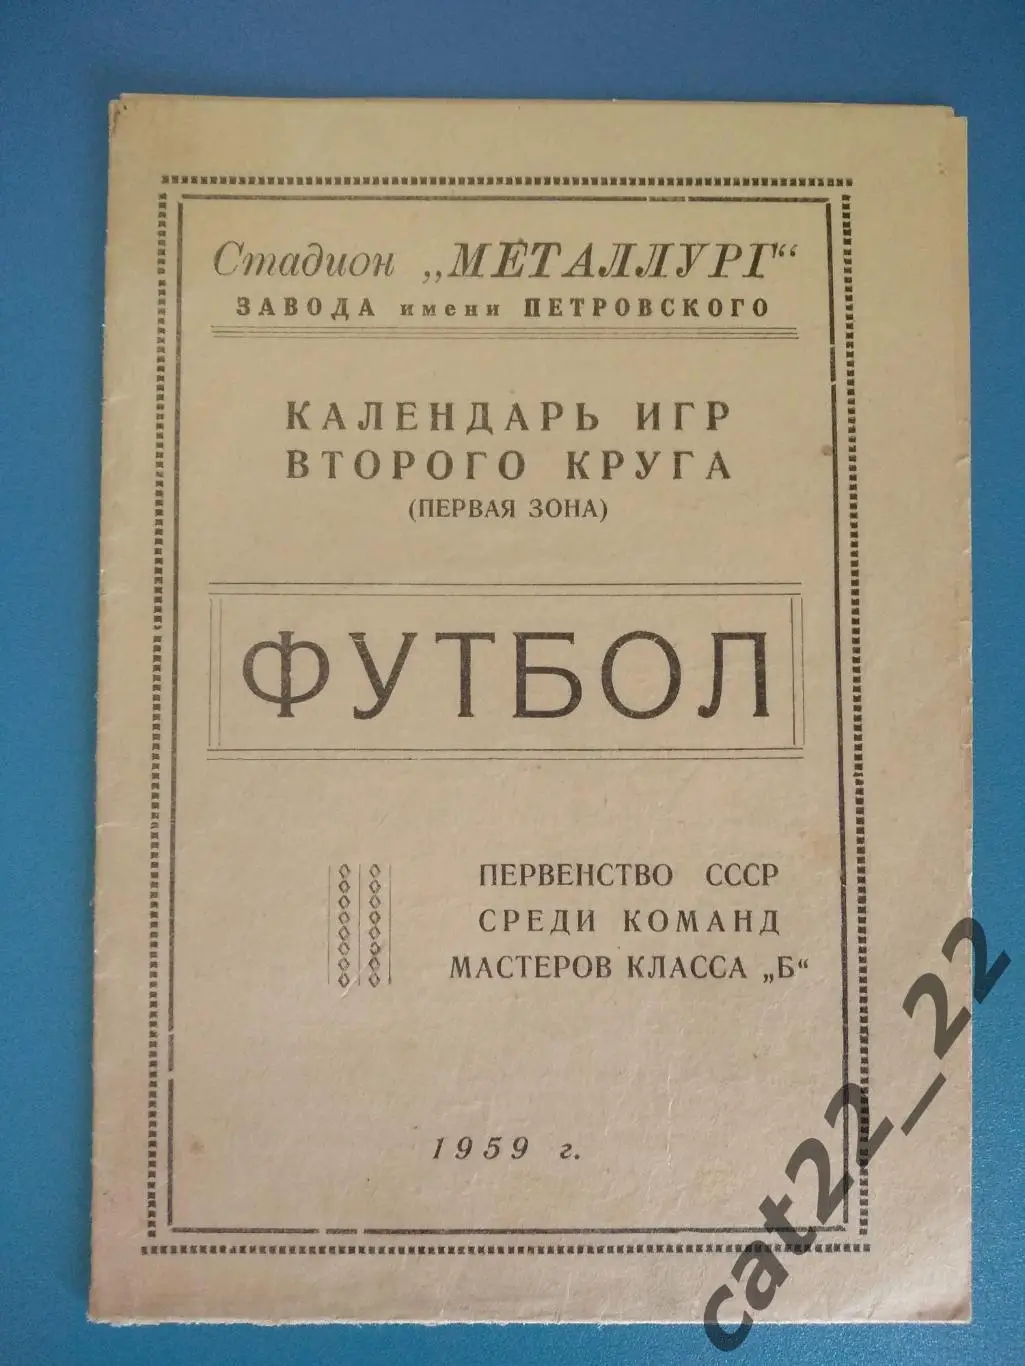 Стадион „МЕТАЛЛУРГ“
ЗАВОДА имени ПЕТРОВСКОГО
КАЛЕНДАРЬ ИГР
ВТОРОГО КРУГА
(ПЕРВАЯ ЗОНА)
ФУТБОЛ
ПЕРВЕНСТВО СССР
СРЕДИ КОМАНД
МАСТЕРОВ КЛАССА „Б“
1959 г.
cat22_22